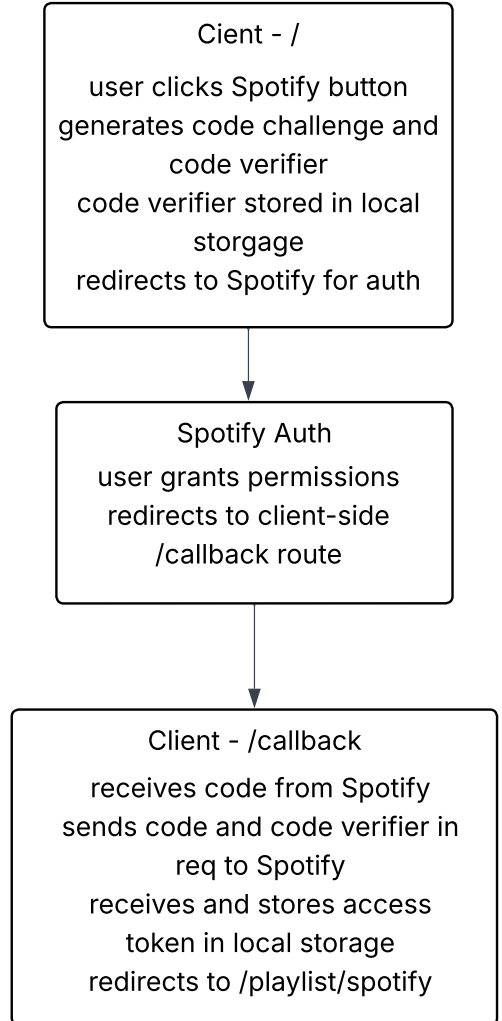 Cient - /
user clicks Spotify button
generates code challenge and
code verifier
code verifier stored in local
storgage
redirects to Spotify for auth
Spotify Auth
user grants permissions
redirects to client-side
/callback route
Client - /callback
receives code from Spotify
sends code and code verifier in
req to Spotify
receives and stores access
token in local storage
redirects to /playlist/spotify